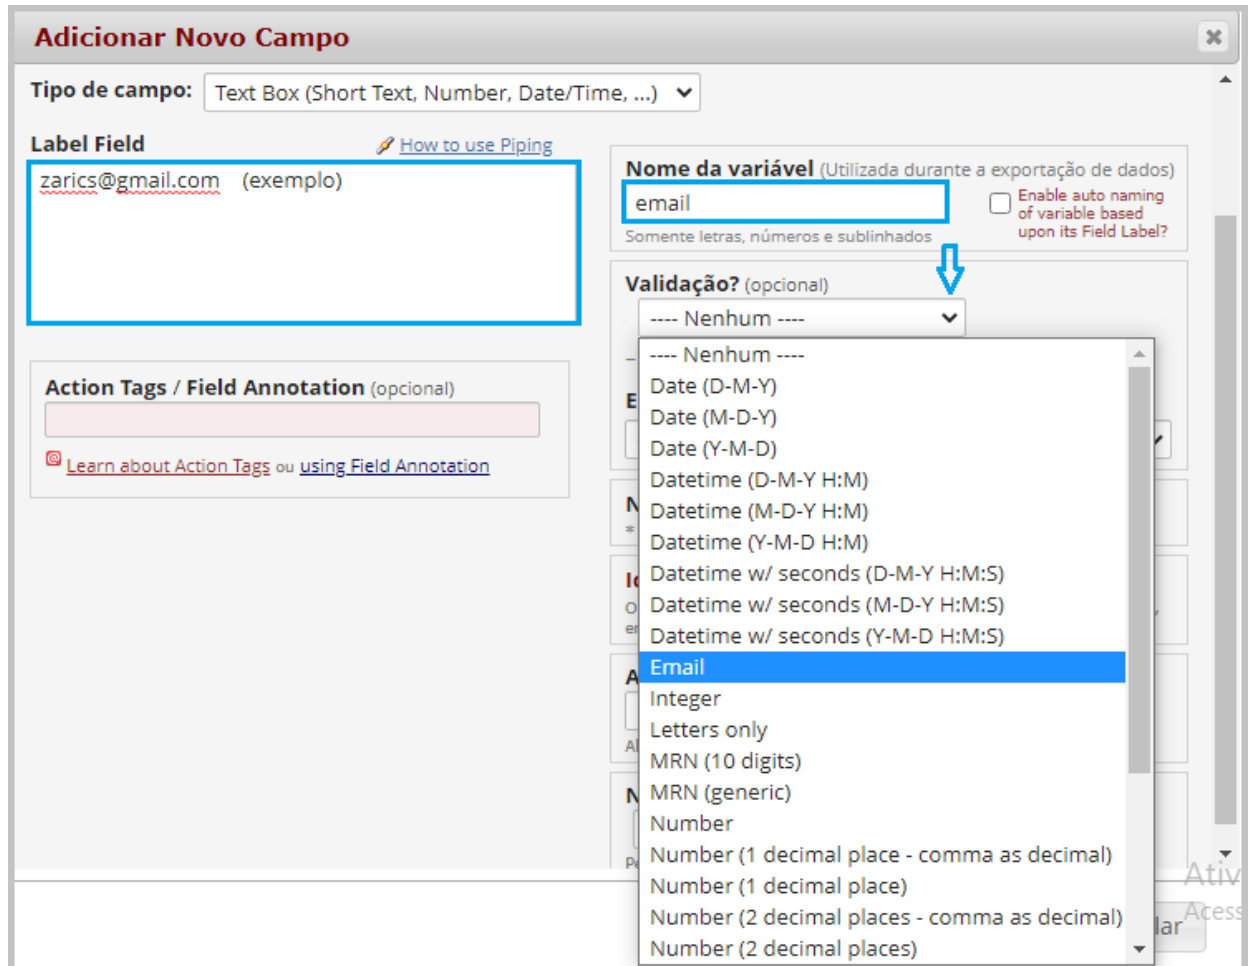 Adicionar Novo Campo
Tipo de campo: Text Box (Short Text, Number, Date/Time, ...)
Label Field How to use Piping
zarics@gmail.com (exemplo)
Action Tags / Field Annotation (opcional)
Learn about Action Tags ou using Field Annotation
Nome da variável (Utilizada durante a exportação de dados)
email
Enable auto naming
of variable based
upon its Field Label?
Somente letras, números e sublinhados
Validação? (opcional)
---- Nenhum ----
---- Nenhum ----
Date (D-M-Y)
Date (M-D-Y)
Date (Y-M-D)
Datetime (D-M-Y H:M)
Datetime (M-D-Y H:M)
Datetime (Y-M-D H:M)
Datetime w/ seconds (D-M-Y H:M:S)
Datetime w/ seconds (M-D-Y H:M:S)
Datetime w/ seconds (Y-M-D H:M:S)
Email
Integer
Letters only
MRN (10 digits)
MRN (generic)
Number
Number (1 decimal place - comma as decimal)
Number (1 decimal place)
Number (2 decimal places - comma as decimal)
Number (2 decimal places)
Ativ
Acess
lar